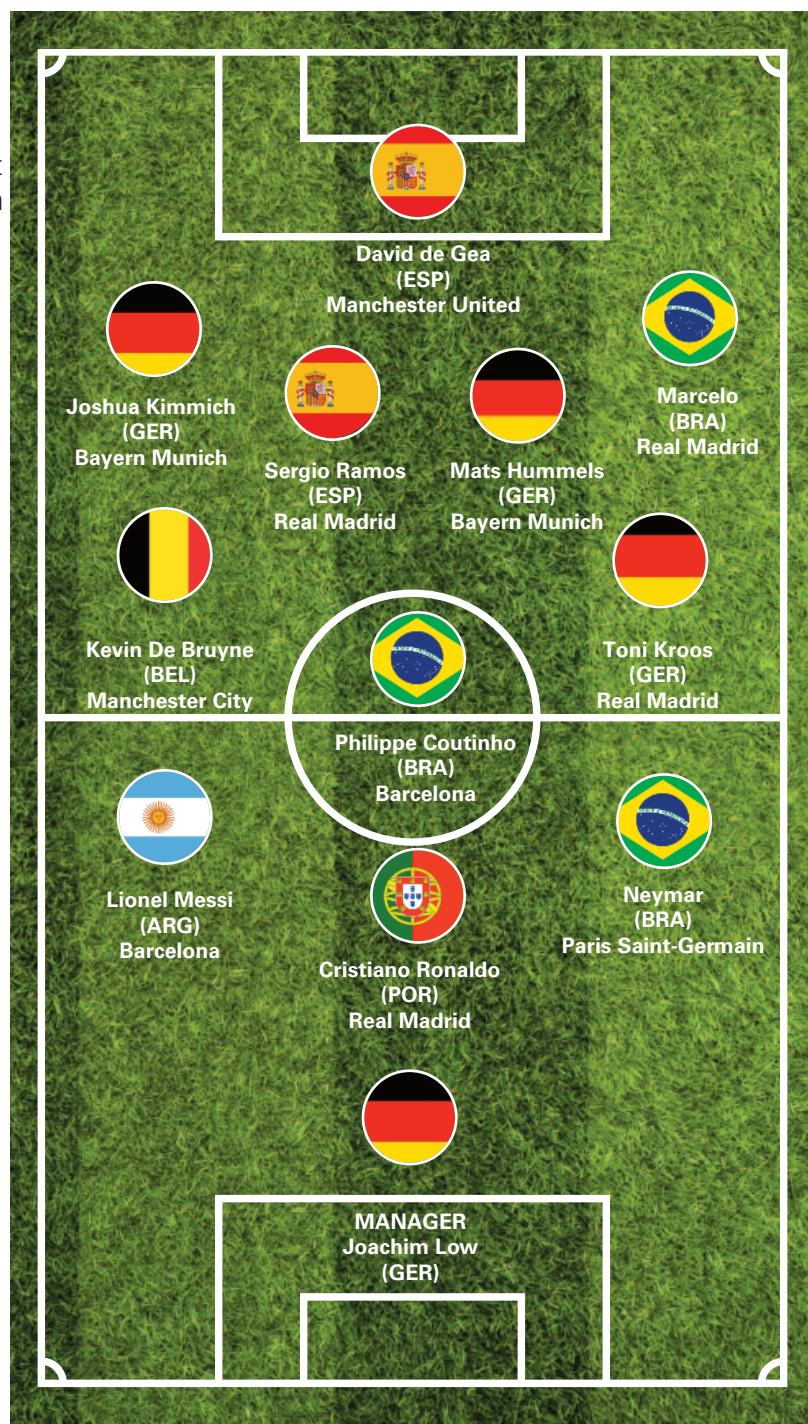 David de Gea
(ESP)
Manchester United
Joshua Kimmich
(GER)
Bayern Munich
Sergio Ramos
(ESP)
Real Madrid
Mats Hummels
(GER)
Bayern Munich
Marcelo
(BRA)
Real Madrid
Kevin De Bruyne
(BEL)
Manchester City
Philippe Coutinho
(BRA)
Barcelona
Toni Kroos
(GER)
Real Madrid
Lionel Messi
(ARG)
Barcelona
Cristiano Ronaldo
(POR)
Real Madrid
Neymar
(BRA)
Paris Saint-Germain
MANAGER
Joachim Low
(GER)